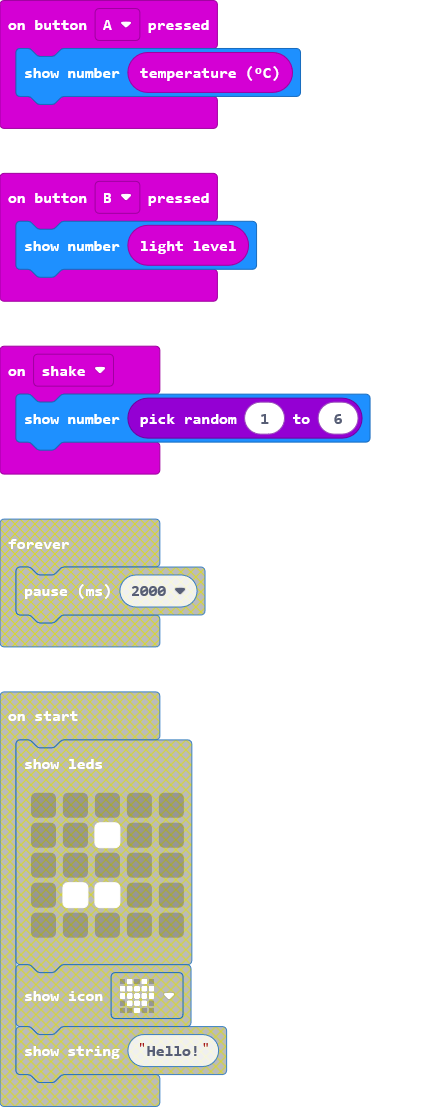 on button A pressed
show number temperature (ºC)
on button B pressed
show number light level
on shake
show number pick random 1 to 6
forever
pause (ms) 2000
on start
show leds
show icon
show string "Hello!"